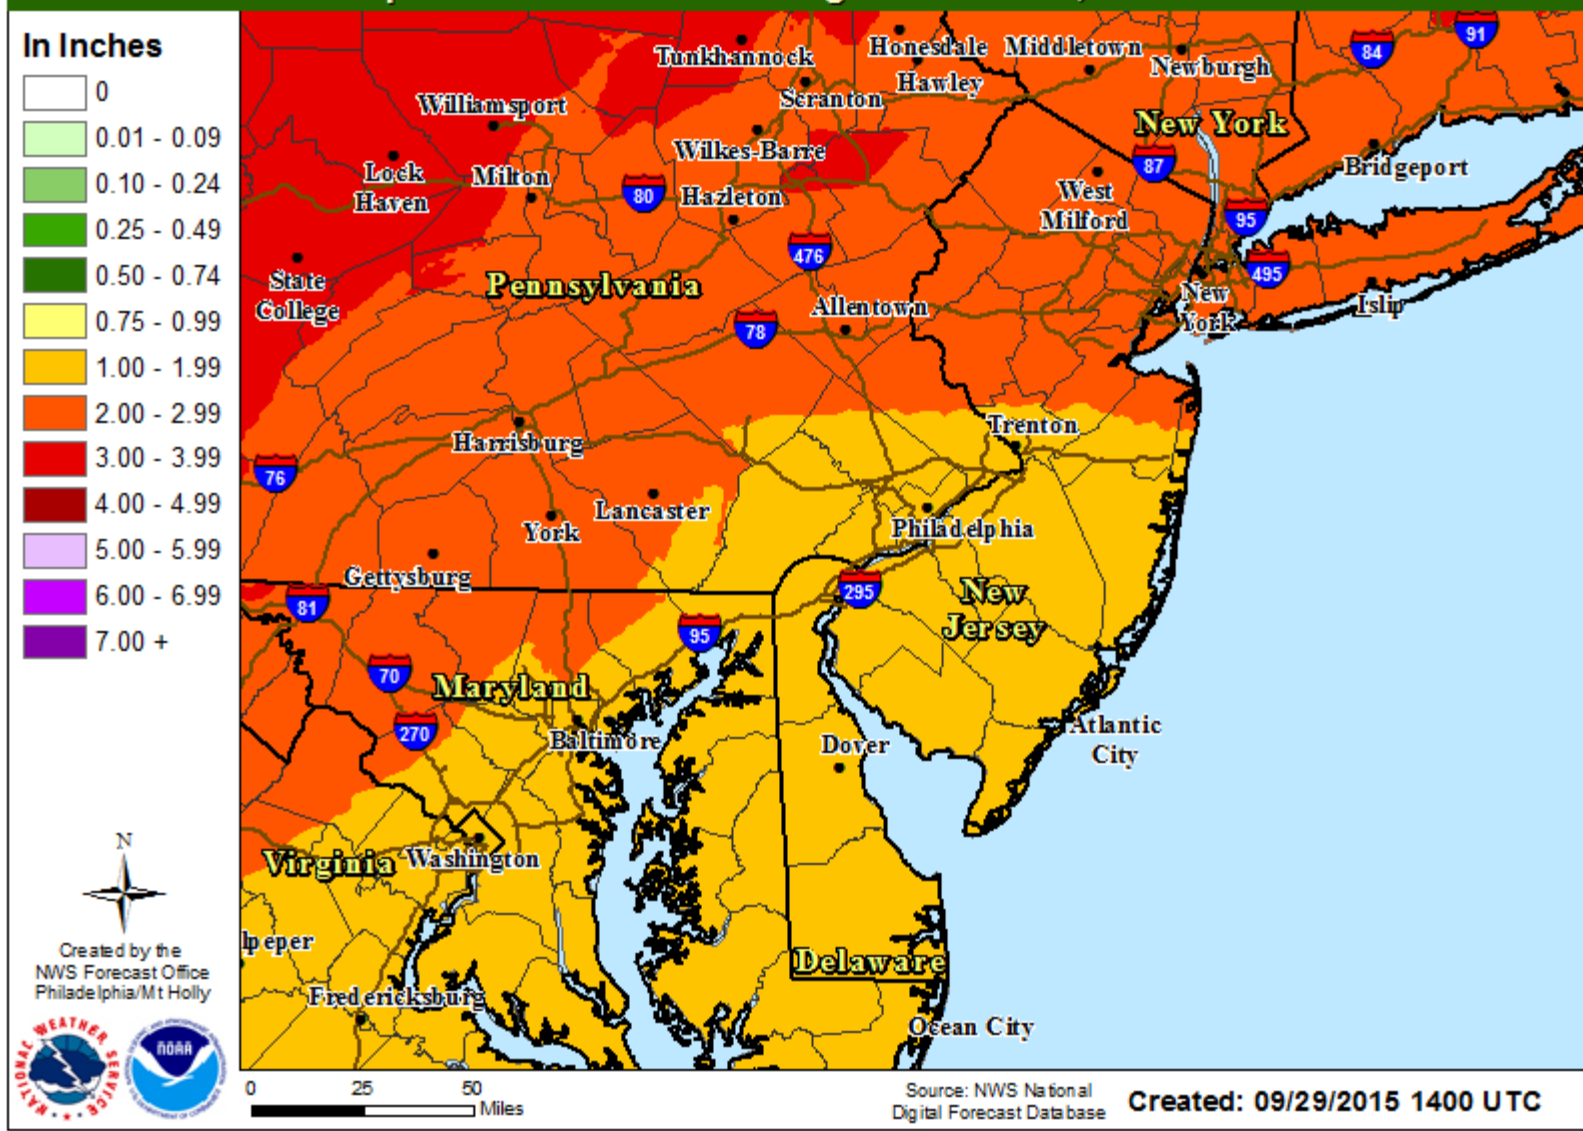 In Inches
0
0.01 - 0.09
0.10 - 0.24
0.25 - 0.49
0.50 - 0.74
0.75 - 0.99
1.00 - 1.99
2.00 - 2.99
3.00 - 3.99
4.00 - 4.99
5.00 - 5.99
6.00 - 6.99
7.00 +
N
Created by the
NWS Forecast Office
Philadelphia/Mt Holly
NATIONAL WEATHER SERVICE
NOAA
Tunkhannock
Honesdale
Middletown
84
91
Hawley
Newburgh
Williamsport
Scranton
New York
Wilkes-Barre
87
Bridgeport
Lock
Haven
Milton
80
Hazleton
West
Milford
95
476
495
State
College
Pennsylvania
New
York
Islip
Allentown
78
Harrisburg
Trenton
76
Lancaster
York
Philadelphia
Gettysburg
81
295
New
Jersey
95
70
Maryland
270
Baltimore
Dover
Atlantic
City
Virginia
Washington
lpeper
Delaware
Fredericksburg
Ocean City
0 25 50
Miles
Source: NWS National
Digital Forecast Database
Created: 09/29/2015 1400 UTC